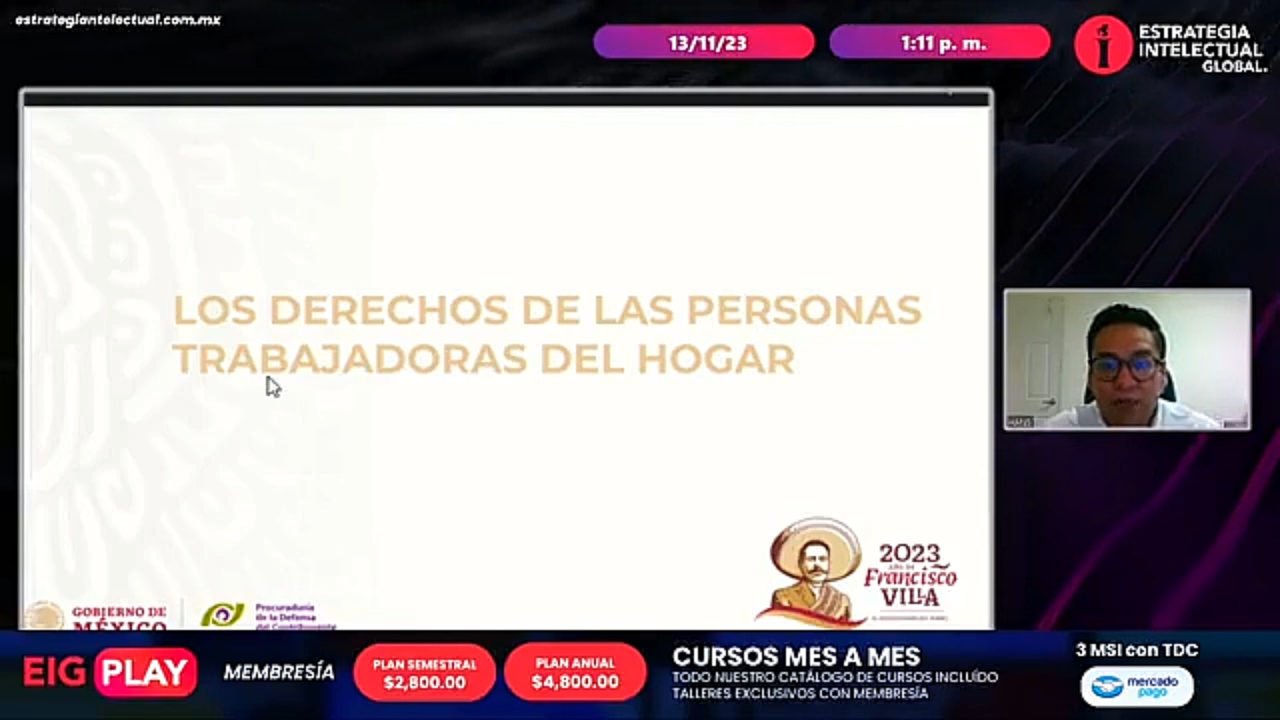 estrategiantelectual.com.mx
13/11/23
1:11 p. m.
ESTRATEGIA
INTELECTUAL
GLOBAL.
LOS DERECHOS DE LAS PERSONAS
TRABAJADORAS DEL HOGAR
2023
AÑO DE
Francisco
VILLA
GOBIERNO DE
MÉXICO
Procuraduría
de la Defensa
del Contribuyente
EIG PLAY
MEMBRESÍA
PLAN SEMESTRAL
$2,800.00
PLAN ANUAL
$4,800.00
CURSOS MES A MES
TODO NUESTRO CATÁLOGO DE CURSOS INCLUÍDO
TALLERES EXCLUSIVOS CON MEMBRESÍA
3 MSI con TDC
mercado
pago